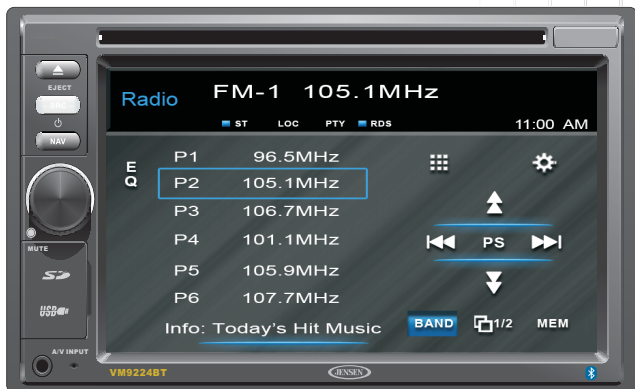 EJECT
SRC
NAV
MUTE
SD
USB
A/V INPUT
Radio FM-1 105.1MHz
ST LOC PTY RDS 11:00 AM
EQ
P1 96.5MHz
P2 105.1MHz
P3 106.7MHz
P4 101.1MHz
P5 105.9MHz
P6 107.7MHz
Info: Today's Hit Music
PS
BAND 1/2 MEM
VM9224BT
JENSEN